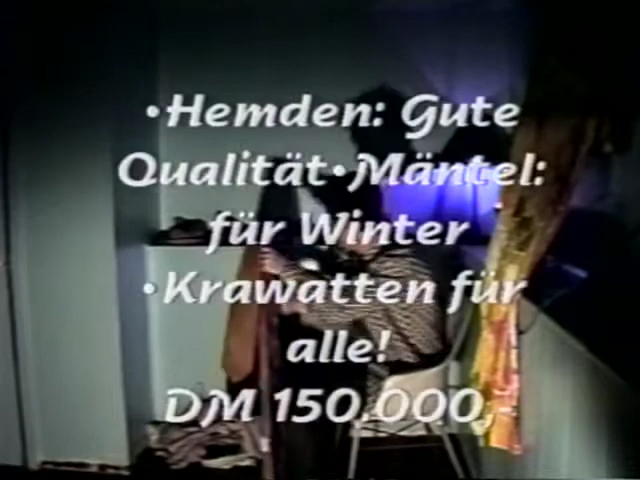 •Hemden: Gute
Qualität•Mäntel:
für Winter
•Krawatten für
alle!
DM 150.000,-